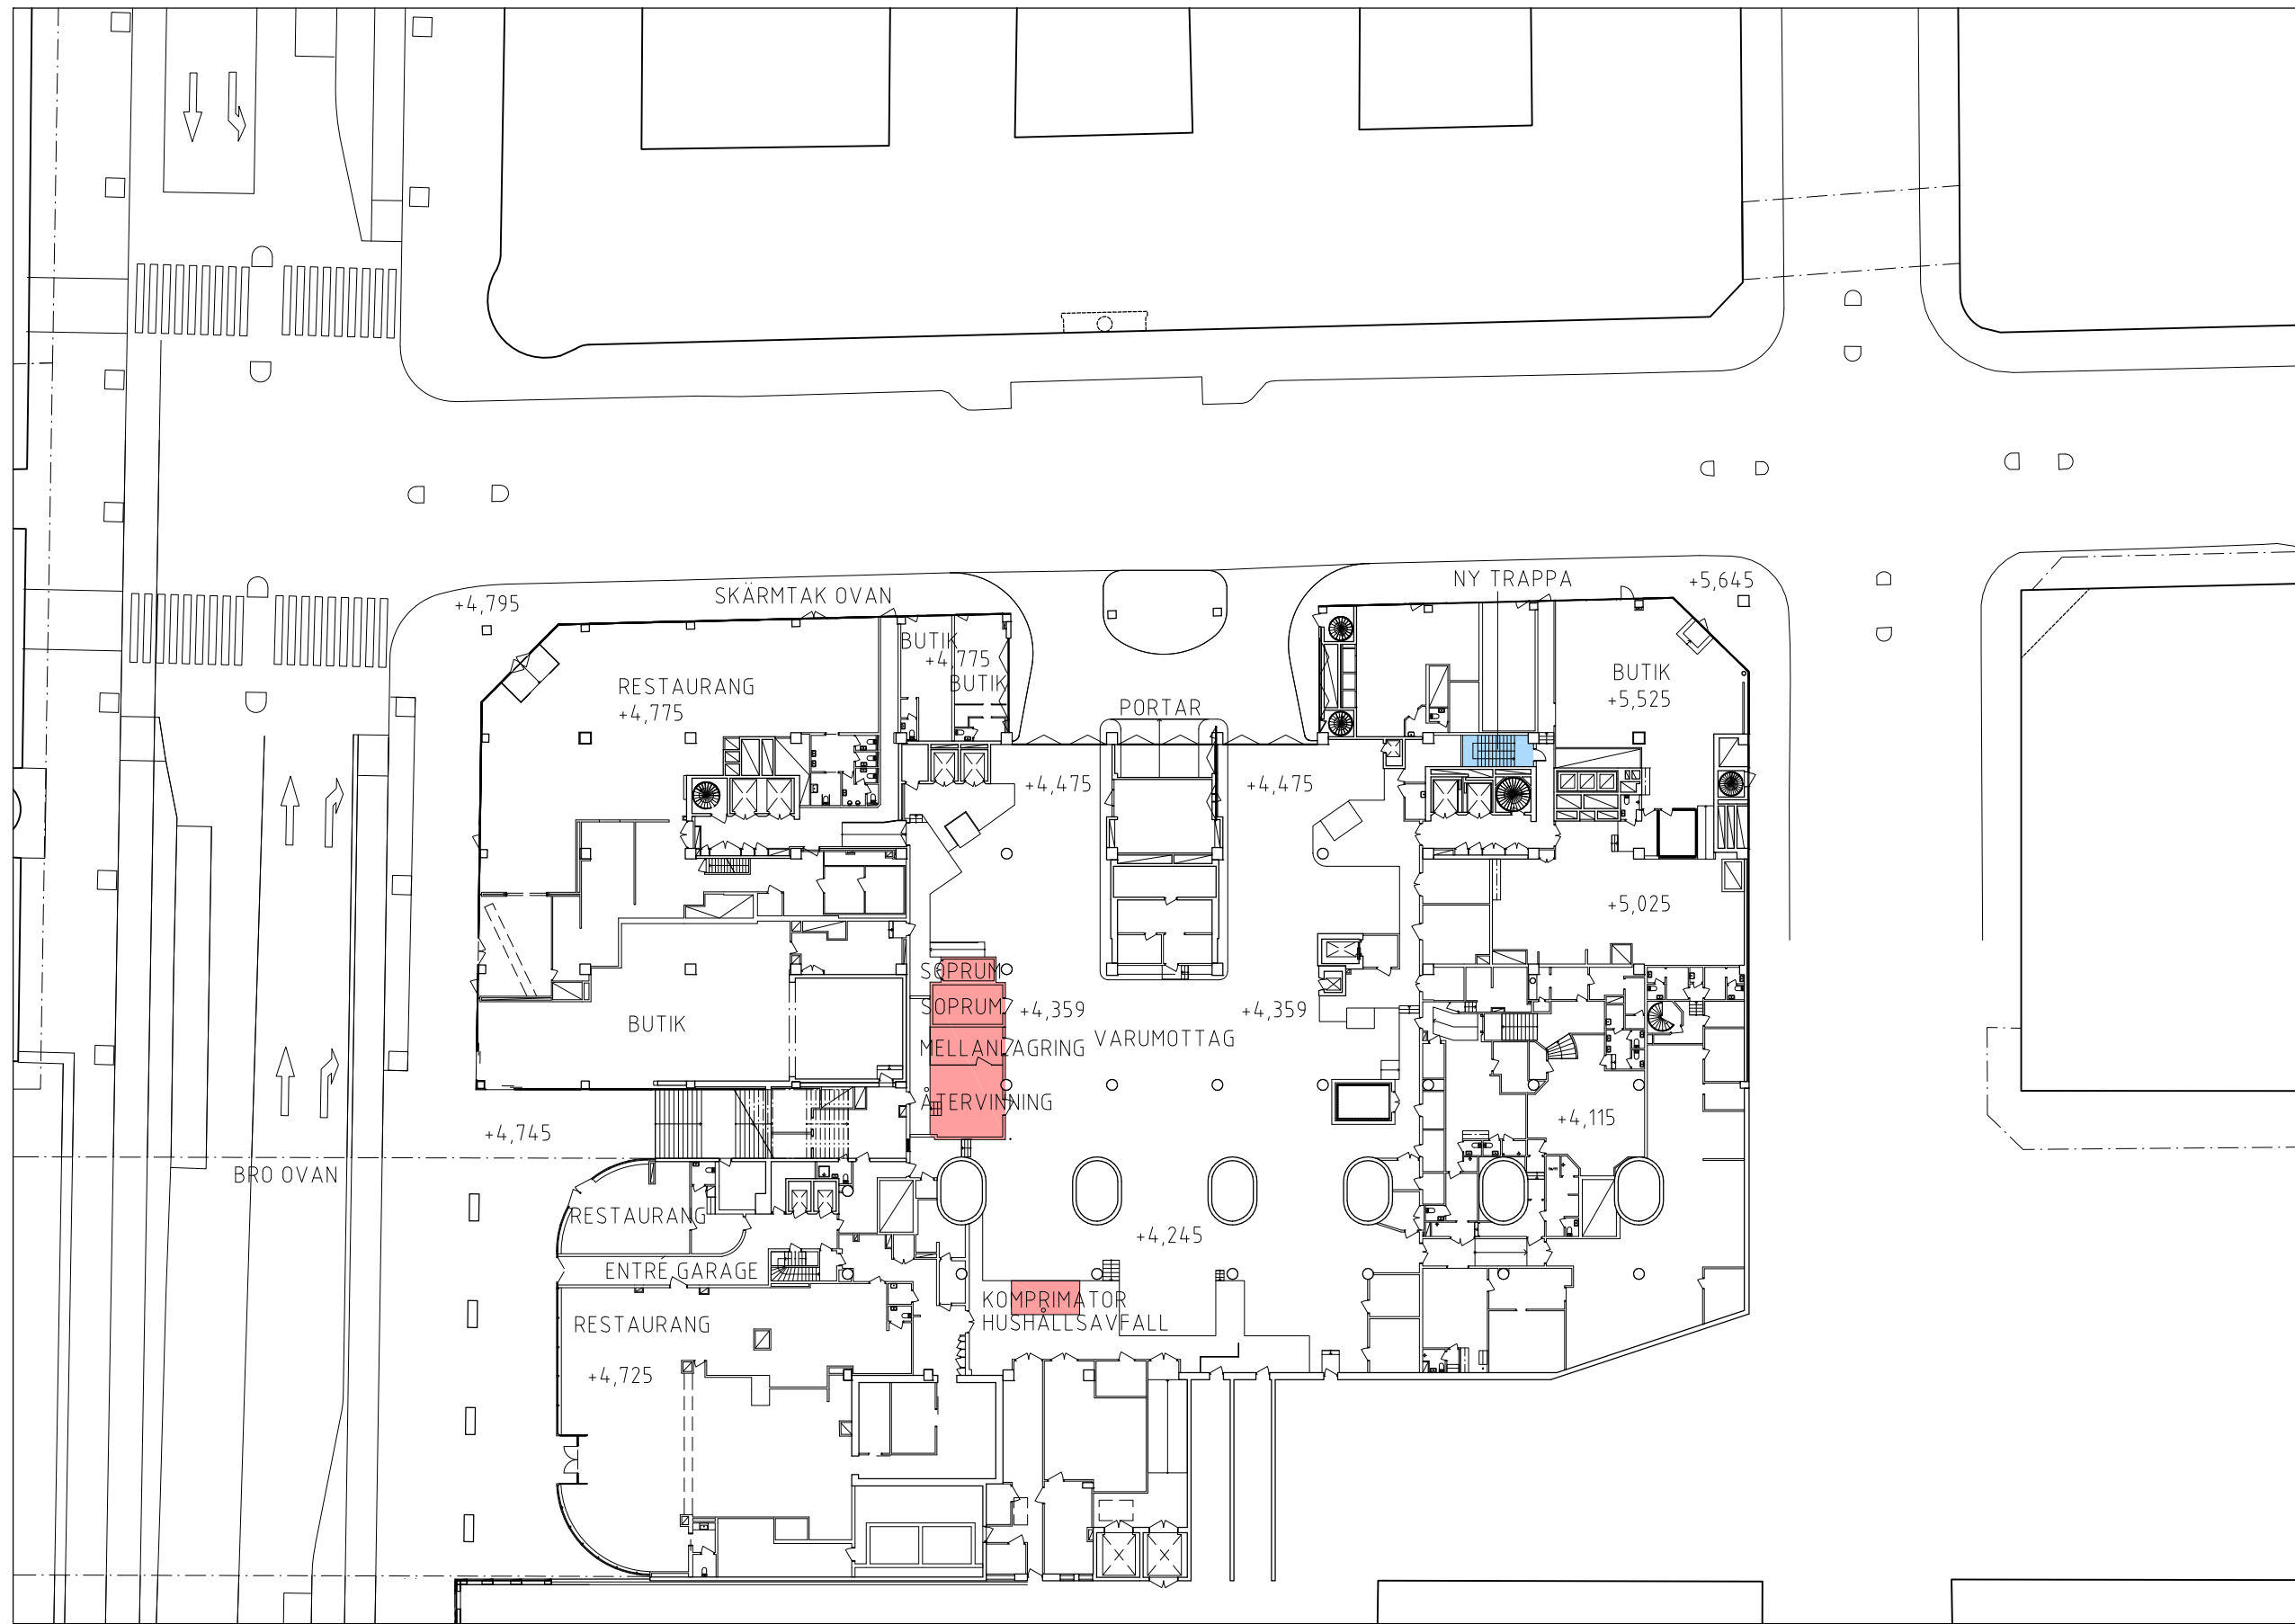 NY TRAPPA
+5,645
SKÄRMTAK OVAN
+4,795
BUTIK
+4,775
BUTIK
RESTAURANG
+4,775
BUTIK
+5,525
PORTAR
+4,475
+4,475
+5,025
SOPRUM
SOPRUM
+4,359
+4,359
BUTIK
MELLANLAGRING
VARUMOTTAG
ÅTERVINNING
+4,115
+4,745
BRO OVAN
RESTAURANG
+4,245
ENTRÉ GARAGE
KOMPRIMATOR
HUSHÅLLSAVFALL
RESTAURANG
+4,725